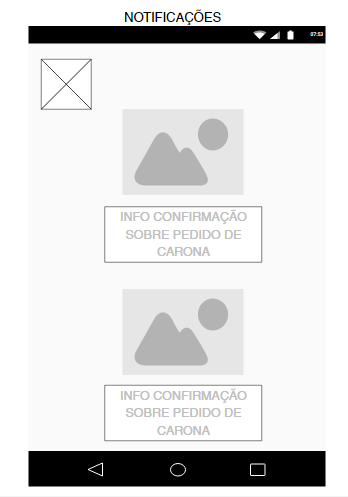 NOTIFICAÇÕES
07:53
INFO CONFIRMAÇÃO
SOBRE PEDIDO DE
CARONA
INFO CONFIRMAÇÃO
SOBRE PEDIDO DE
CARONA